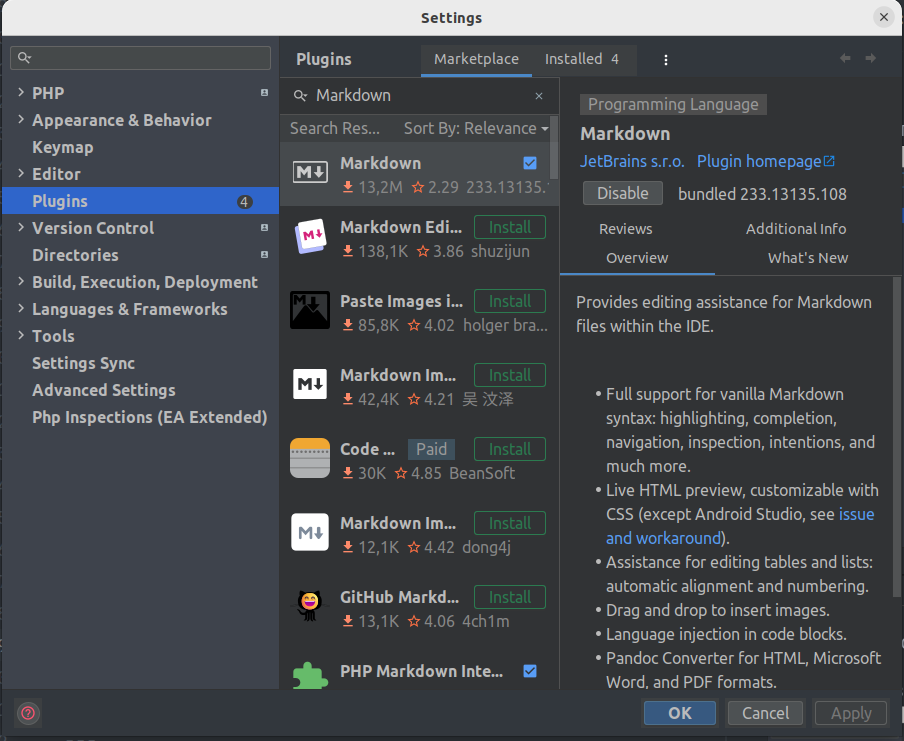 Settings
PHP
Appearance & Behavior
Keymap
Editor
Plugins 4
Version Control
Directories
Build, Execution, Deployment
Languages & Frameworks
Tools
Settings Sync
Advanced Settings
Php Inspections (EA Extended)
Plugins Marketplace Installed 4
Markdown
Search Res... Sort By: Relevance
Markdown
13,2M 2.29 233.13135.
Markdown Edi... Install
138,1K 3.86 shuzijun
Paste Images i... Install
85,8K 4.02 holger bra...
Markdown Im... Install
42,4K 4.21 吴 汶泽
Code ... Paid Install
30K 4.85 BeanSoft
Markdown Im... Install
12,1K 4.42 dong4j
GitHub Markd... Install
13,1K 4.06 4ch1m
PHP Markdown Inte...
Programming Language
Markdown
JetBrains s.r.o. Plugin homepage
Disable bundled 233.13135.108
Reviews Additional Info
Overview What's New
Provides editing assistance for Markdown
files within the IDE.
• Full support for vanilla Markdown
syntax: highlighting, completion,
navigation, inspection, intentions, and
much more.
• Live HTML preview, customizable with
CSS (except Android Studio, see issue
and workaround).
• Assistance for editing tables and lists:
automatic alignment and numbering.
• Drag and drop to insert images.
• Language injection in code blocks.
• Pandoc Converter for HTML, Microsoft
Word, and PDF formats.
OK Cancel Apply